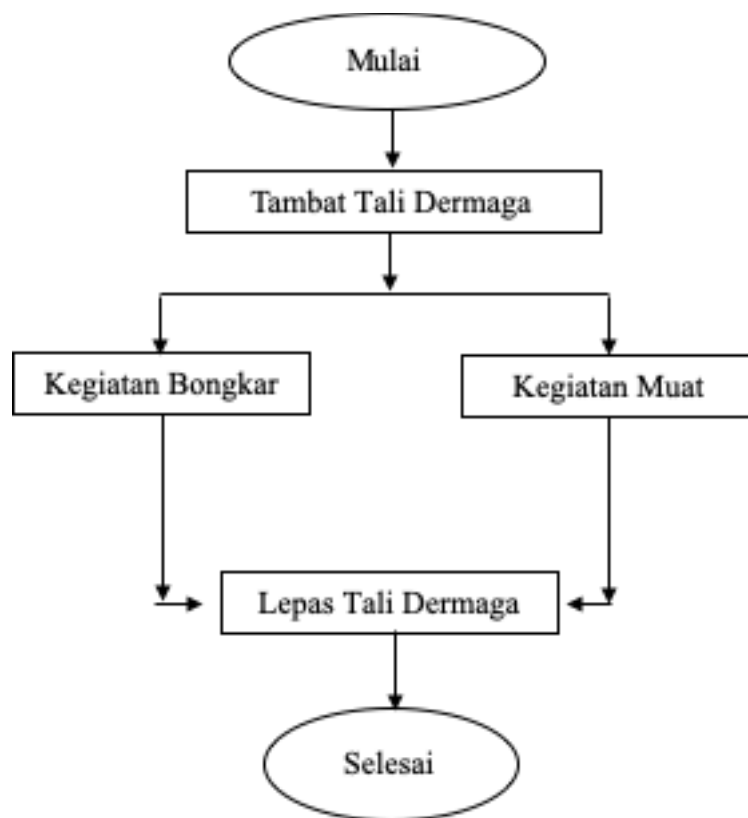 Mulai
Tambat Tali Dermaga
Kegiatan Bongkar
Kegiatan Muat
Lepas Tali Dermaga
Selesai